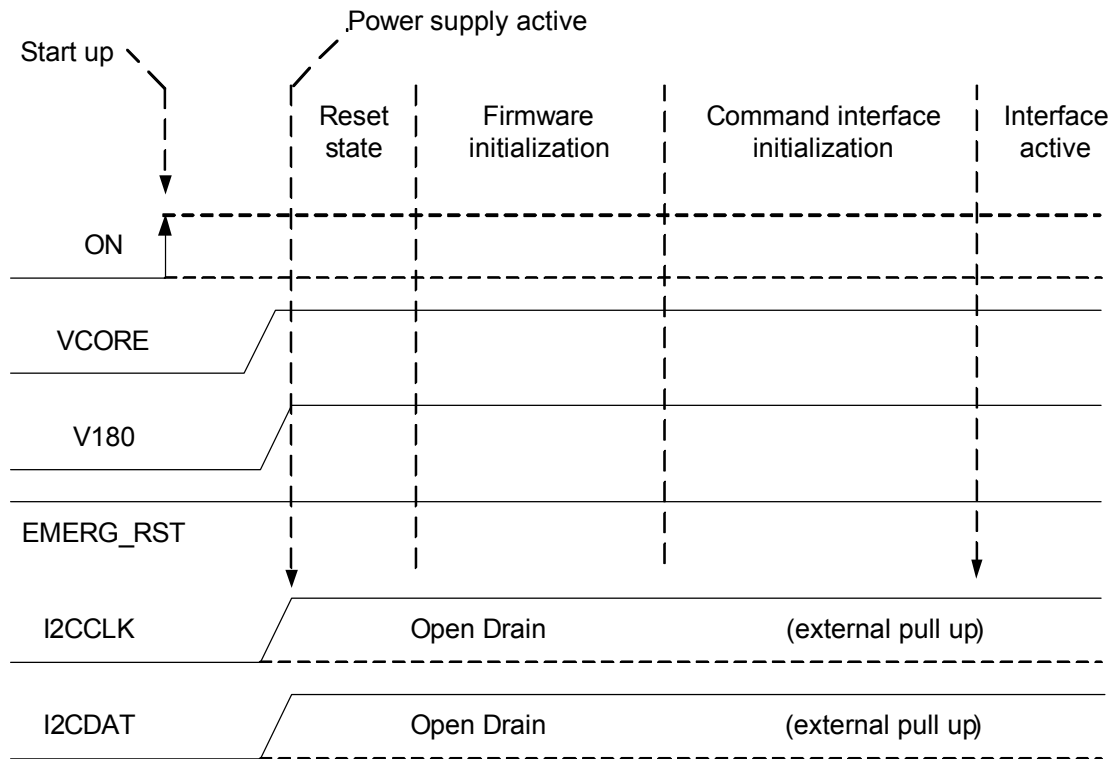 Power supply active
Start up
Reset
state
Firmware
initialization
Command interface
initialization
Interface
active
ON
VCORE
V180
EMERG_RST
I2CCLK
Open Drain
(external pull up)
I2CDAT
Open Drain
(external pull up)